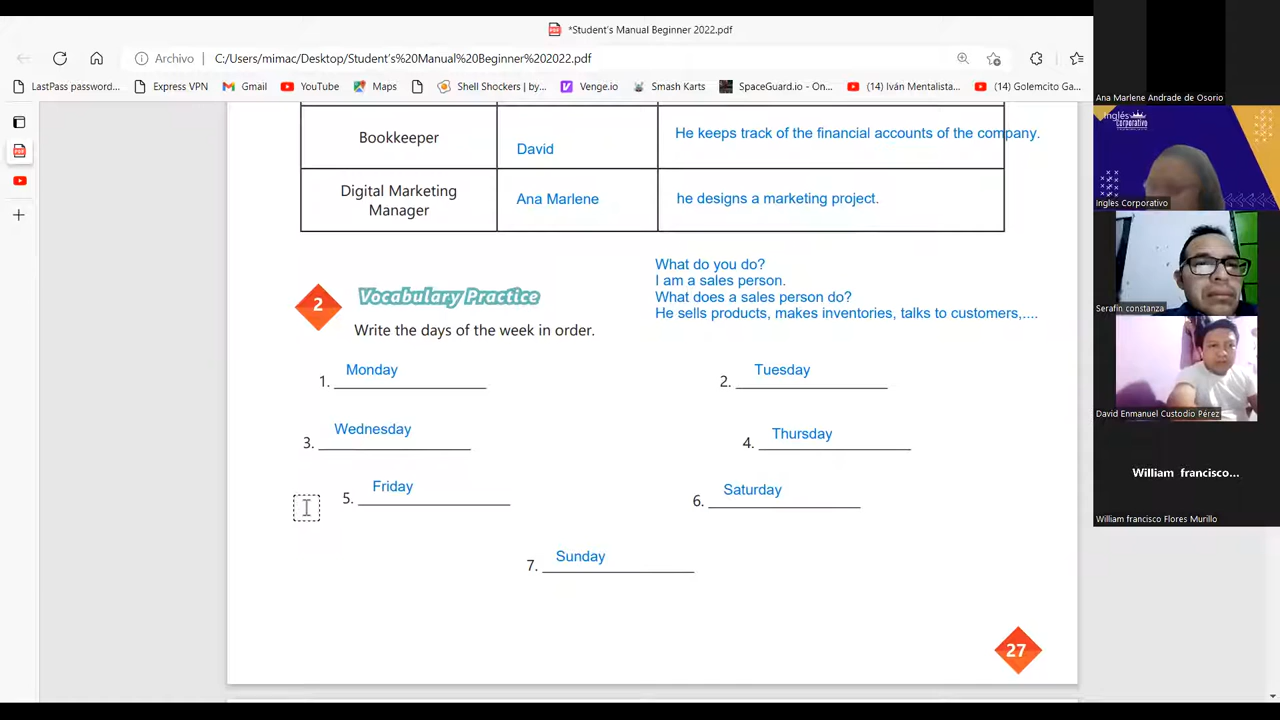 *Student's Manual Beginner 2022.pdf
Archivo C:/Users/mimac/Desktop/Student's%20Manual%20Beginner%202022.pdf
LastPass password... Express VPN Gmail YouTube Maps Shell Shockers | by... Venge.io Smash Karts SpaceGuard.io - On... (14) Iván Mentalista... (14) Golemcito Ga...
Bookkeeper David He keeps track of the financial accounts of the company.
Digital Marketing Manager Ana Marlene he designs a marketing project.
What do you do?
I am a sales person.
What does a sales person do?
He sells products, makes inventories, talks to customers,....
2 Vocabulary Practice
Write the days of the week in order.
1. Monday
2. Tuesday
3. Wednesday
4. Thursday
5. Friday
6. Saturday
7. Sunday
27
Ana Marlene Andrade de Osorio
Inglés
Corporativo
Ingles Corporativo
Serafin constanza
David Enmanuel Custodio Pérez
William francisco...
William francisco Flores Murillo